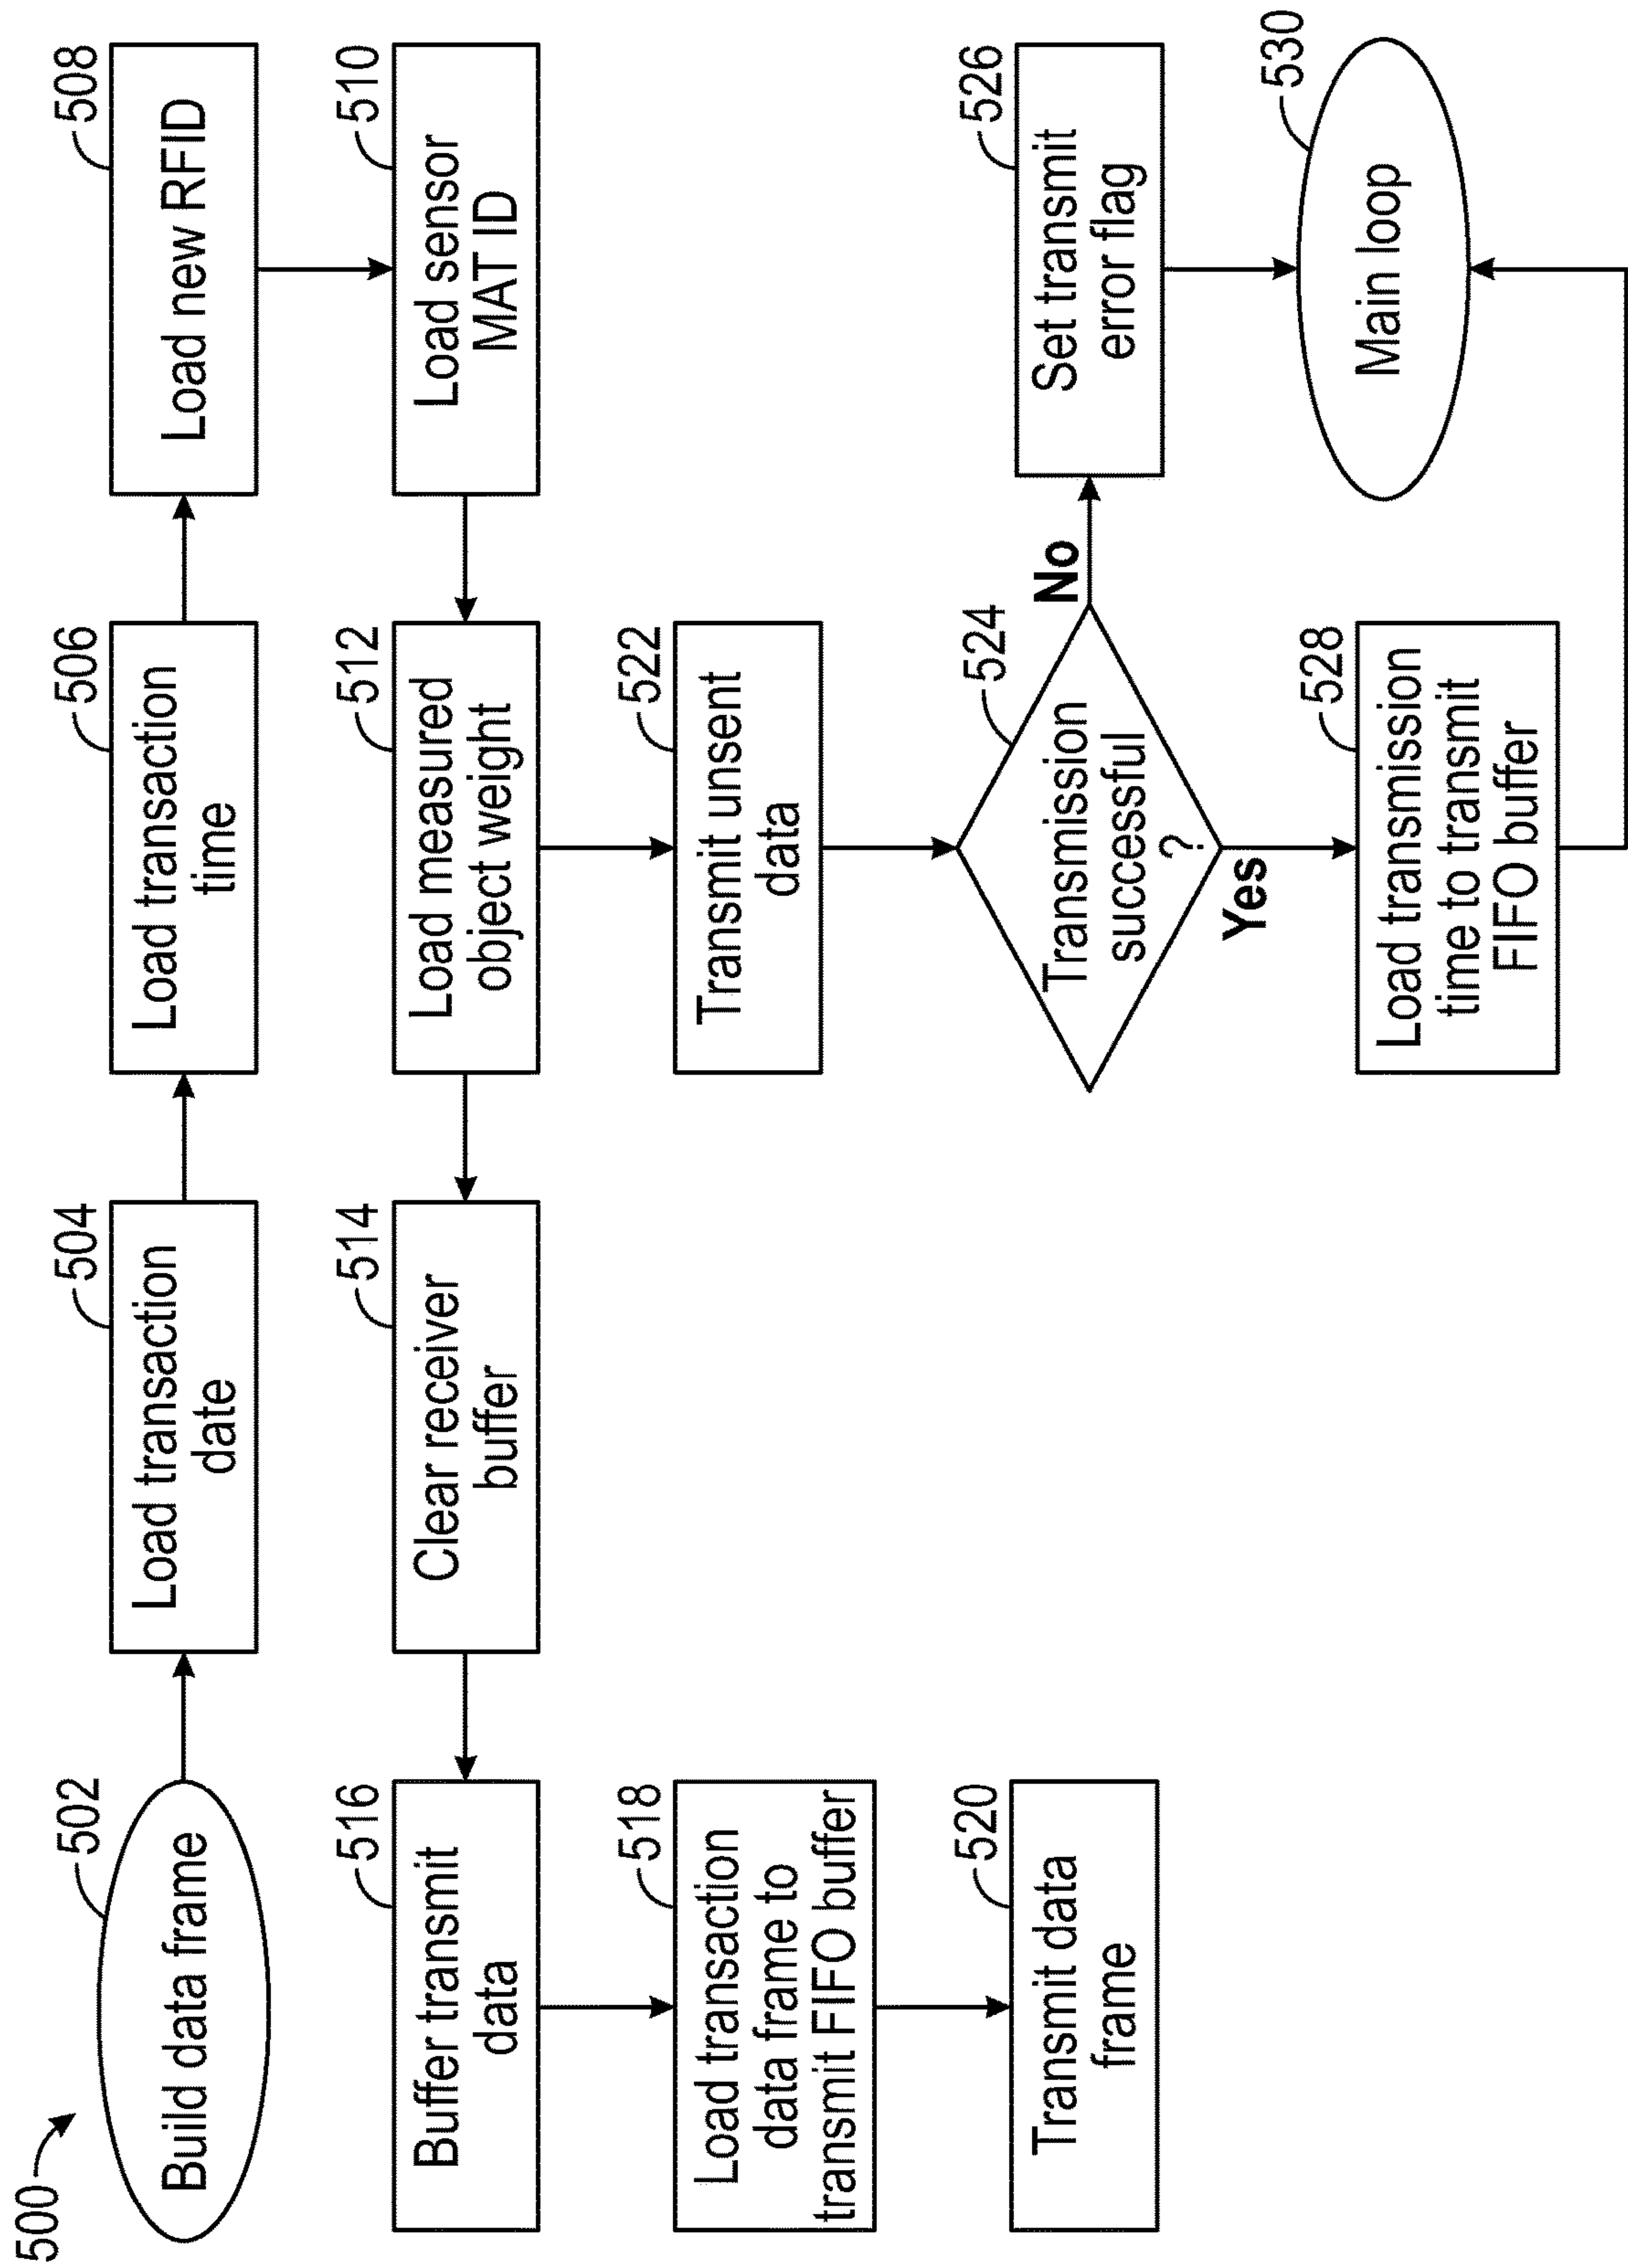 500
502
Build data frame
504
Load transaction
date
506
Load transaction
time
508
Load new RFID
510
Load sensor
MAT ID
512
Load measured
object weight
514
Clear receiver
buffer
516
Buffer transmit
data
518
Load transaction
data frame to
transmit FIFO buffer
520
Transmit data
frame
522
Transmit unsent
data
524
Transmission
successful
?
No
Yes
526
Set transmit
error flag
528
Load transmission
time to transmit
FIFO buffer
530
Main loop